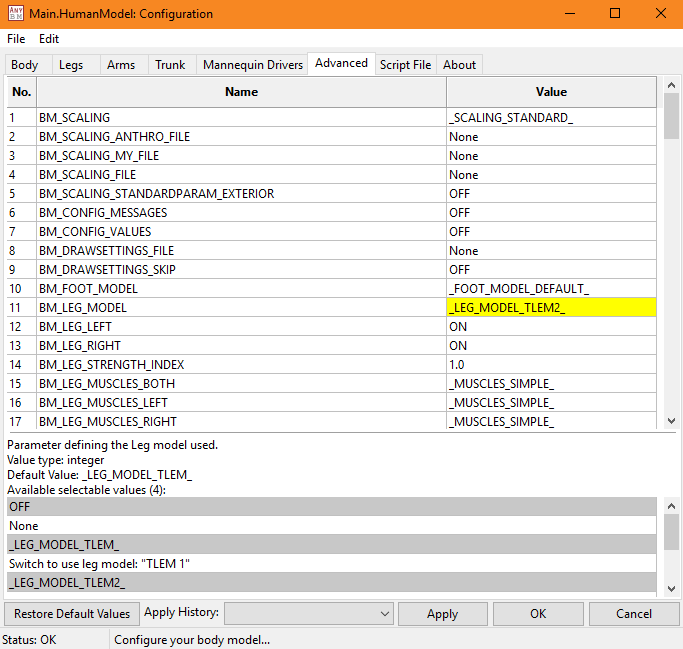 ANY BM Main.HumanModel: Configuration
File Edit
Body Legs Arms Trunk Mannequin Drivers Advanced Script File About
No. Name Value
1 BM_SCALING _SCALING_STANDARD_
2 BM_SCALING_ANTHRO_FILE None
3 BM_SCALING_MY_FILE None
4 BM_SCALING_FILE None
5 BM_SCALING_STANDARDPARAM_EXTERIOR OFF
6 BM_CONFIG_MESSAGES OFF
7 BM_CONFIG_VALUES OFF
8 BM_DRAWSETTINGS_FILE None
9 BM_DRAWSETTINGS_SKIP OFF
10 BM_FOOT_MODEL _FOOT_MODEL_DEFAULT_
11 BM_LEG_MODEL _LEG_MODEL_TLEM2_
12 BM_LEG_LEFT ON
13 BM_LEG_RIGHT ON
14 BM_LEG_STRENGTH_INDEX 1.0
15 BM_LEG_MUSCLES_BOTH _MUSCLES_SIMPLE_
16 BM_LEG_MUSCLES_LEFT _MUSCLES_SIMPLE_
17 BM_LEG_MUSCLES_RIGHT _MUSCLES_SIMPLE_
Parameter defining the Leg model used.
Value type: integer
Default Value: _LEG_MODEL_TLEM_
Available selectable values (4):
OFF
None
_LEG_MODEL_TLEM_
Switch to use leg model: "TLEM 1"
_LEG_MODEL_TLEM2_
Restore Default Values Apply History: Apply OK Cancel
Status: OK Configure your body model...